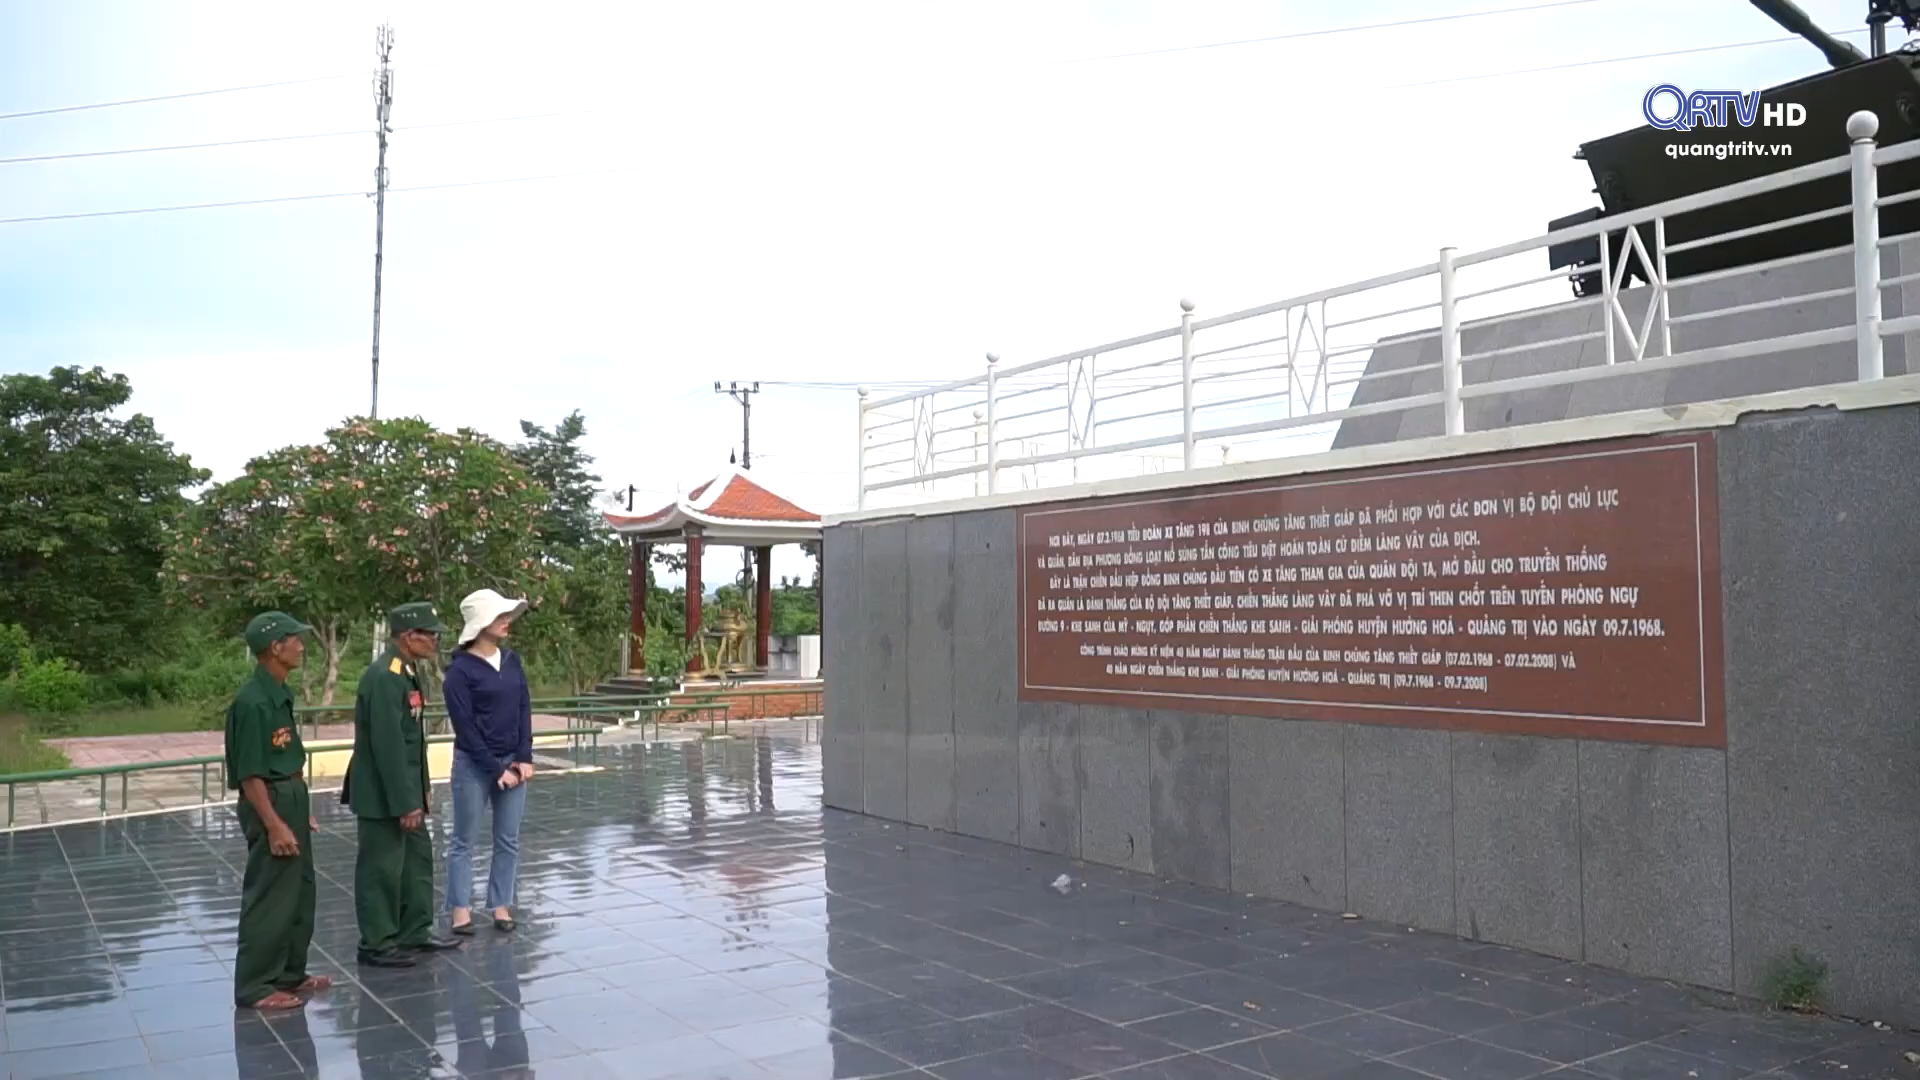 QRTV HD
quangtritv.vn
NƠI ĐÂY, NGÀY 07.2.1968 TIỂU ĐOÀN XE TĂNG 198 CỦA BINH CHỦNG TĂNG THIẾT GIÁP ĐÃ PHỐI HỢP VỚI CÁC ĐƠN VỊ BỘ ĐỘI CHỦ LỰC
VÀ QUÂN, DÂN ĐỊA PHƯƠNG ĐỒNG LOẠT NỔ SÚNG TẤN CÔNG TIÊU DIỆT HOÀN TOÀN CỨ ĐIỂM LÀNG VÂY CỦA ĐỊCH.
ĐÂY LÀ TRẬN CHIẾN ĐẤU HIỆP ĐỒNG BINH CHỦNG ĐẦU TIÊN CÓ XE TĂNG THAM GIA CỦA QUÂN ĐỘI TA, MỞ ĐẦU CHO TRUYỀN THỐNG
ĐÃ RA QUÂN LÀ ĐÁNH THẮNG CỦA BỘ ĐỘI TĂNG THIẾT GIÁP. CHIẾN THẮNG LÀNG VÂY ĐÃ PHÁ VỠ VỊ TRÍ THEN CHỐT TRÊN TUYẾN PHÒNG NGỰ
ĐƯỜNG 9 - KHE SANH CỦA MỸ - NGỤY, GÓP PHẦN CHIẾN THẮNG KHE SANH - GIẢI PHÓNG HUYỆN HƯỚNG HOÁ - QUẢNG TRỊ VÀO NGÀY 09.7.1968.
CÔNG TRÌNH CHÀO MỪNG KỶ NIỆM 40 NĂM NGÀY ĐÁNH THẮNG TRẬN ĐẦU CỦA BINH CHỦNG TĂNG THIẾT GIÁP (07.02.1968 - 07.02.2008) VÀ
40 NĂM NGÀY CHIẾN THẮNG KHE SANH - GIẢI PHÓNG HUYỆN HƯỚNG HOÁ - QUẢNG TRỊ (09.7.1968 - 09.7.2008)